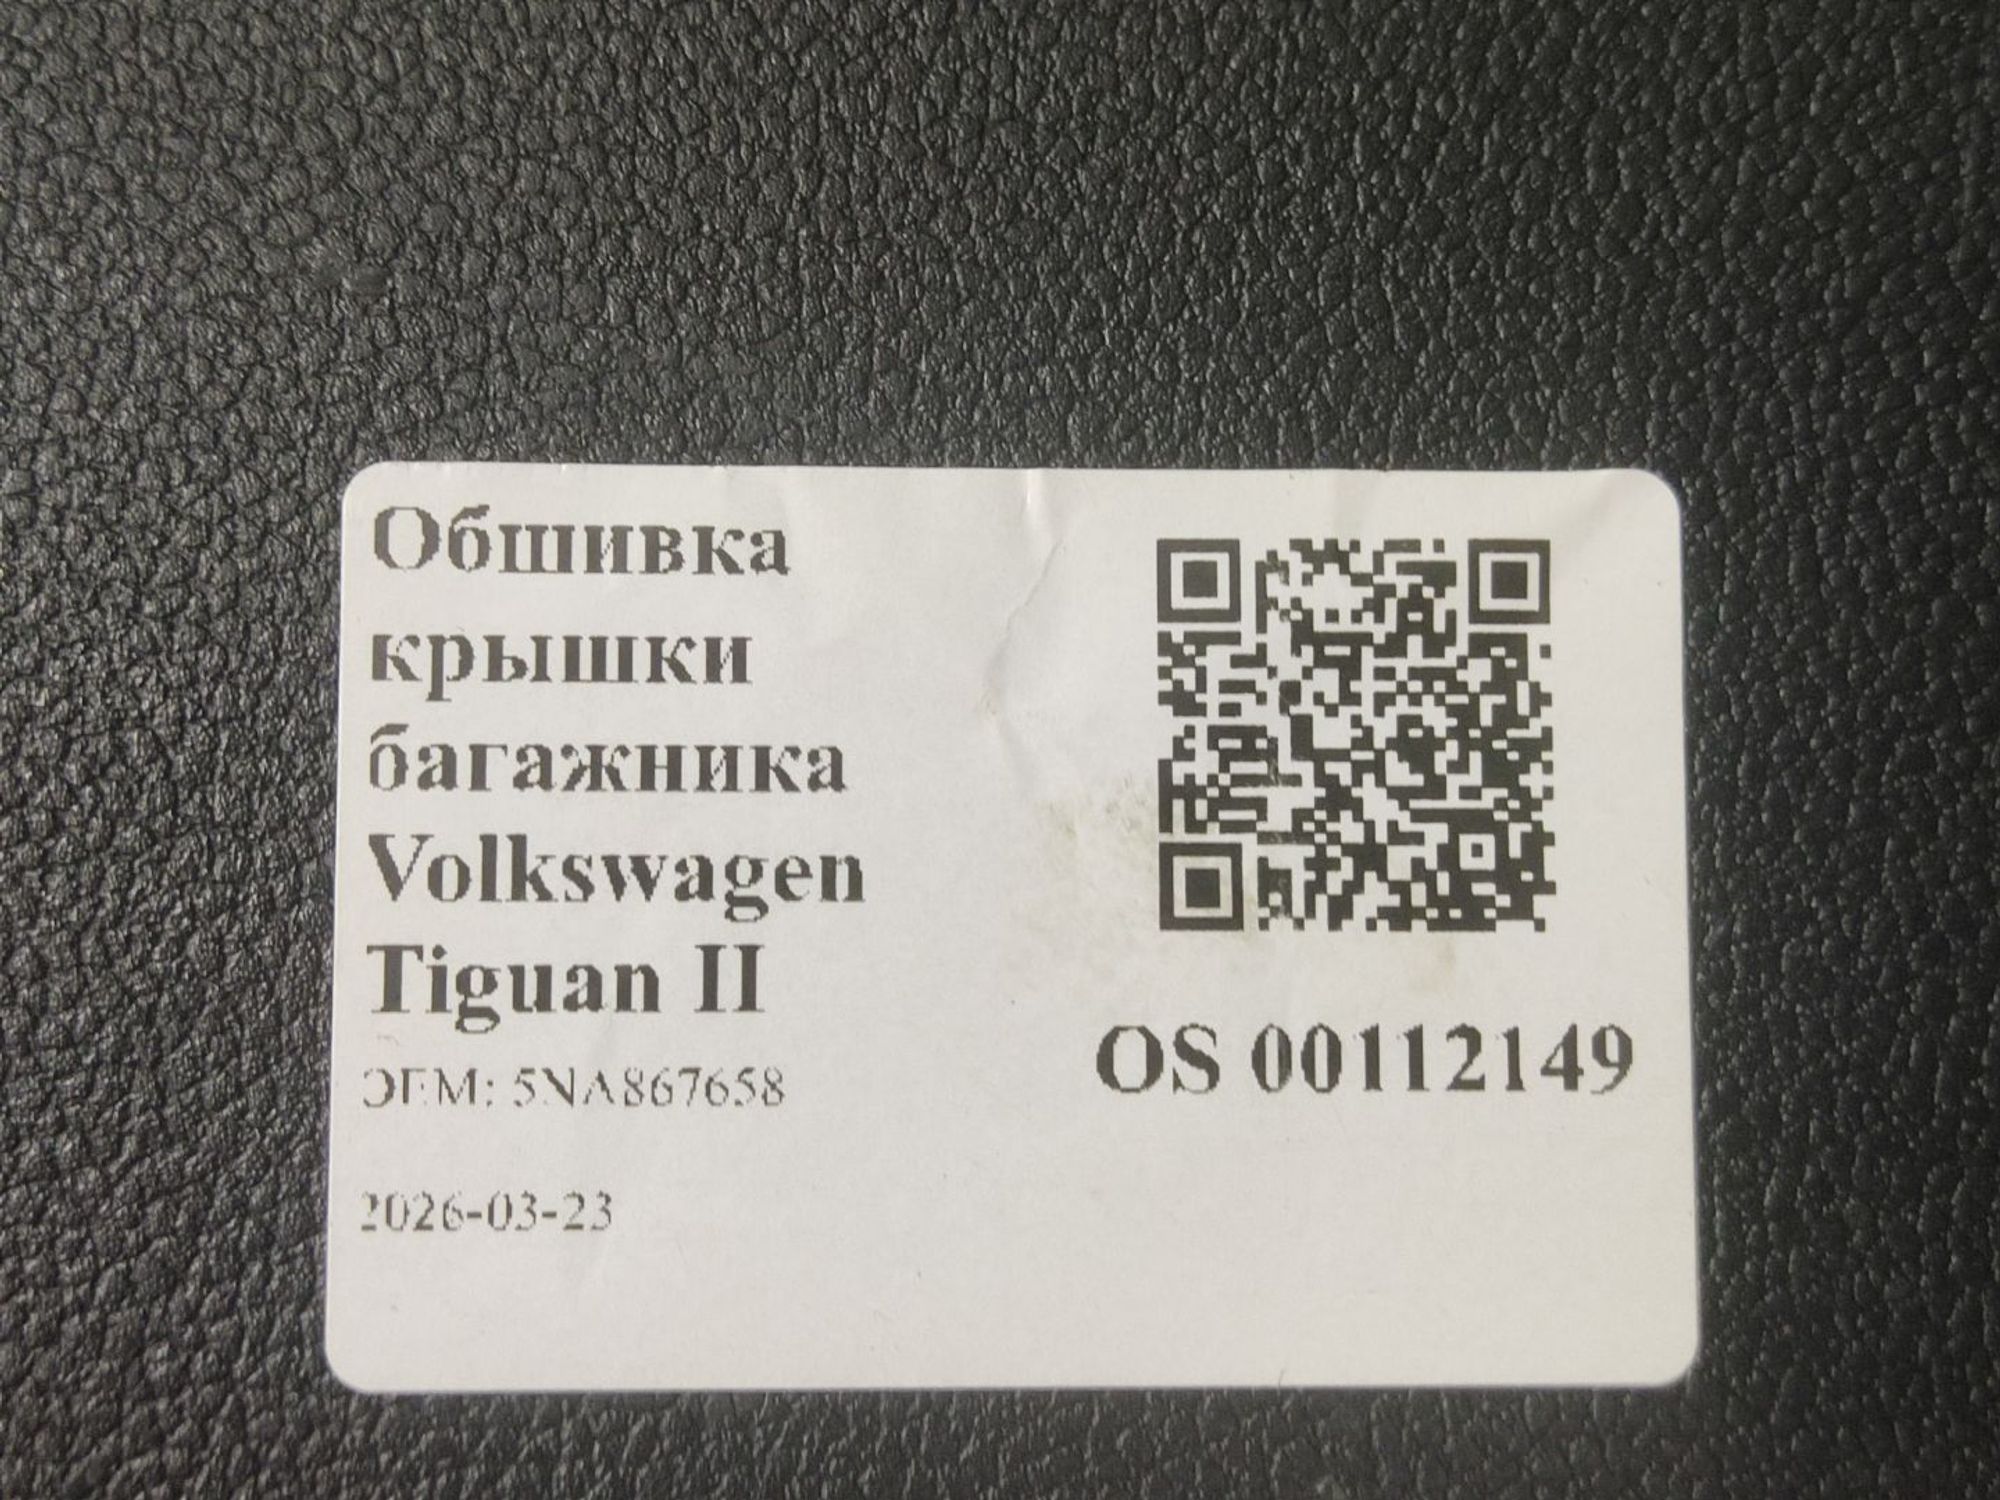 Обшивка
крышки
багажника
Volkswagen
Tiguan II
ОЕМ: 5NA867658
2026-03-23
OS 00112149